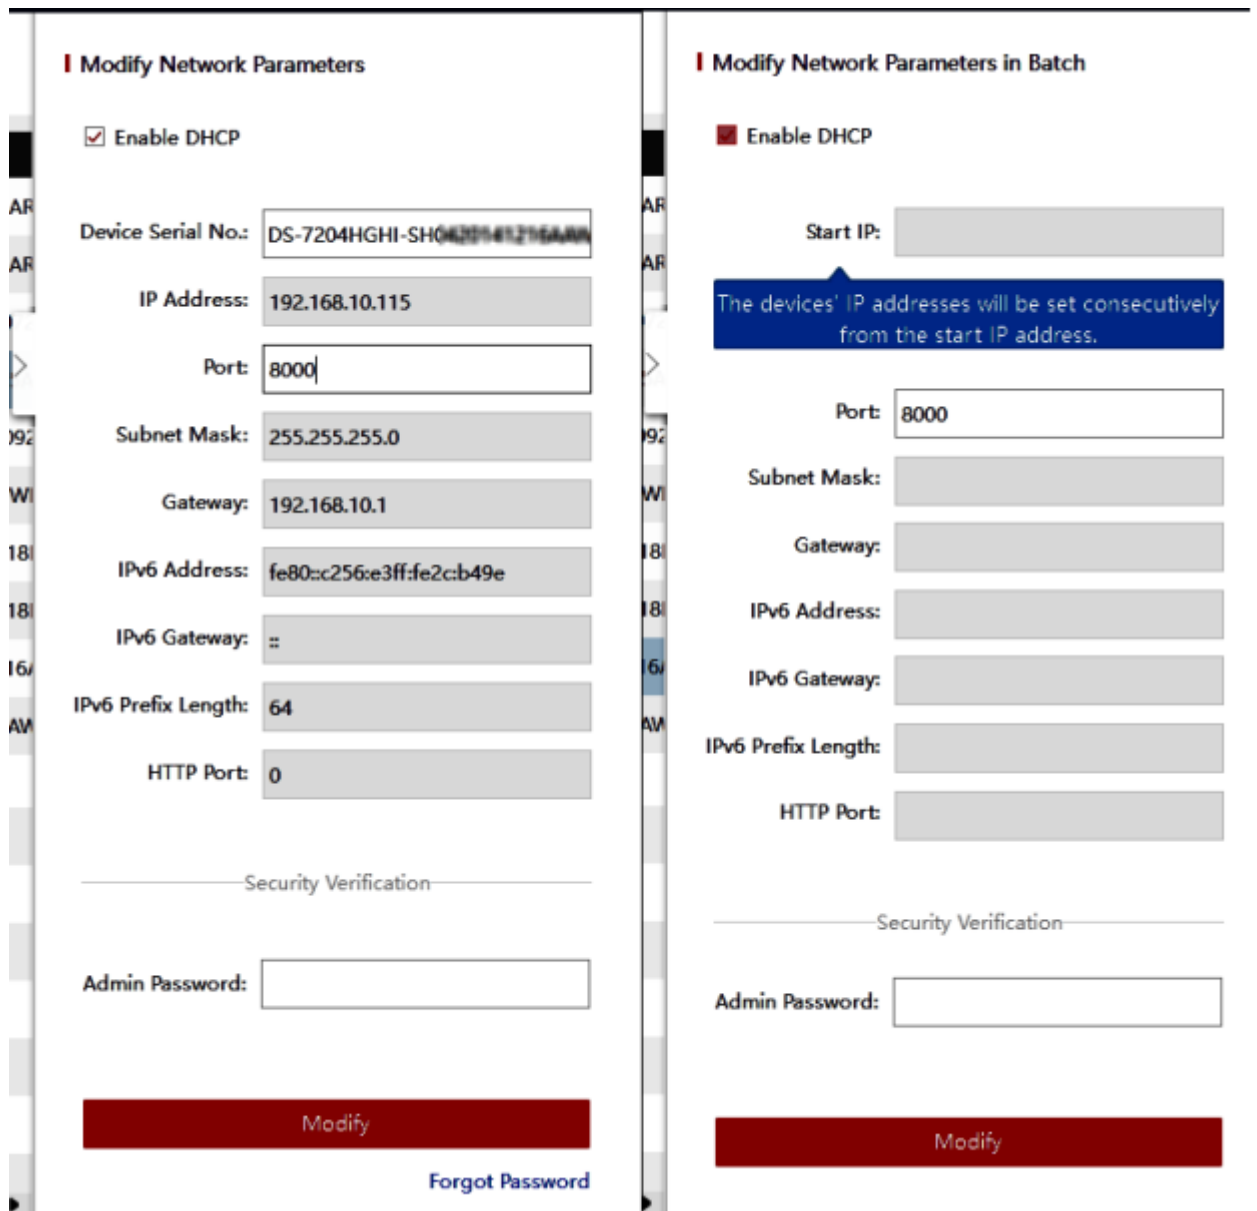 Modify Network Parameters
Enable DHCP
Device Serial No.: DS-7204HGHI-SH
IP Address: 192.168.10.115
Port: 8000
Subnet Mask: 255.255.255.0
Gateway: 192.168.10.1
IPv6 Address: fe80::c256:e3ff:fe2c:b49e
IPv6 Gateway: ::
IPv6 Prefix Length: 64
HTTP Port: 0
Security Verification
Admin Password:
Modify
Forgot Password
Modify Network Parameters in Batch
Enable DHCP
Start IP:
The devices' IP addresses will be set consecutively
from the start IP address.
Port: 8000
Subnet Mask:
Gateway:
IPv6 Address:
IPv6 Gateway:
IPv6 Prefix Length:
HTTP Port:
Security Verification
Admin Password:
Modify